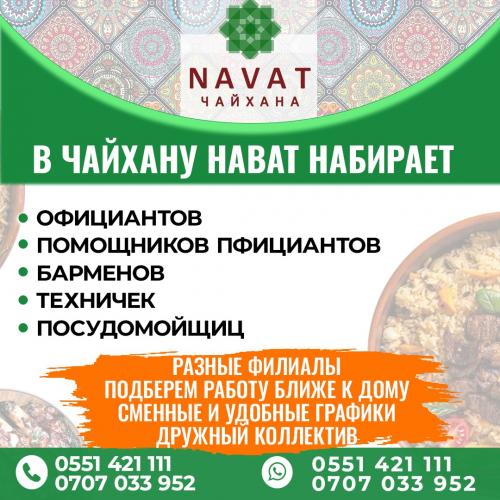 NAVAT
ЧАЙХАНА
В ЧАЙХАНУ НАВАТ НАБИРАЕТ
• ОФИЦИАНТОВ
• ПОМОЩНИКОВ ПФИЦИАНТОВ
• БАРМЕНОВ
• ТЕХНИЧЕК
• ПОСУДОМОЙЩИЦ
РАЗНЫЕ ФИЛИАЛЫ
ПОДБЕРЕМ РАБОТУ БЛИЖЕ К ДОМУ
СМЕННЫЕ И УДОБНЫЕ ГРАФИКИ
ДРУЖНЫЙ КОЛЛЕКТИВ
0551 421 111
0707 033 952
0551 421 111
0707 033 952